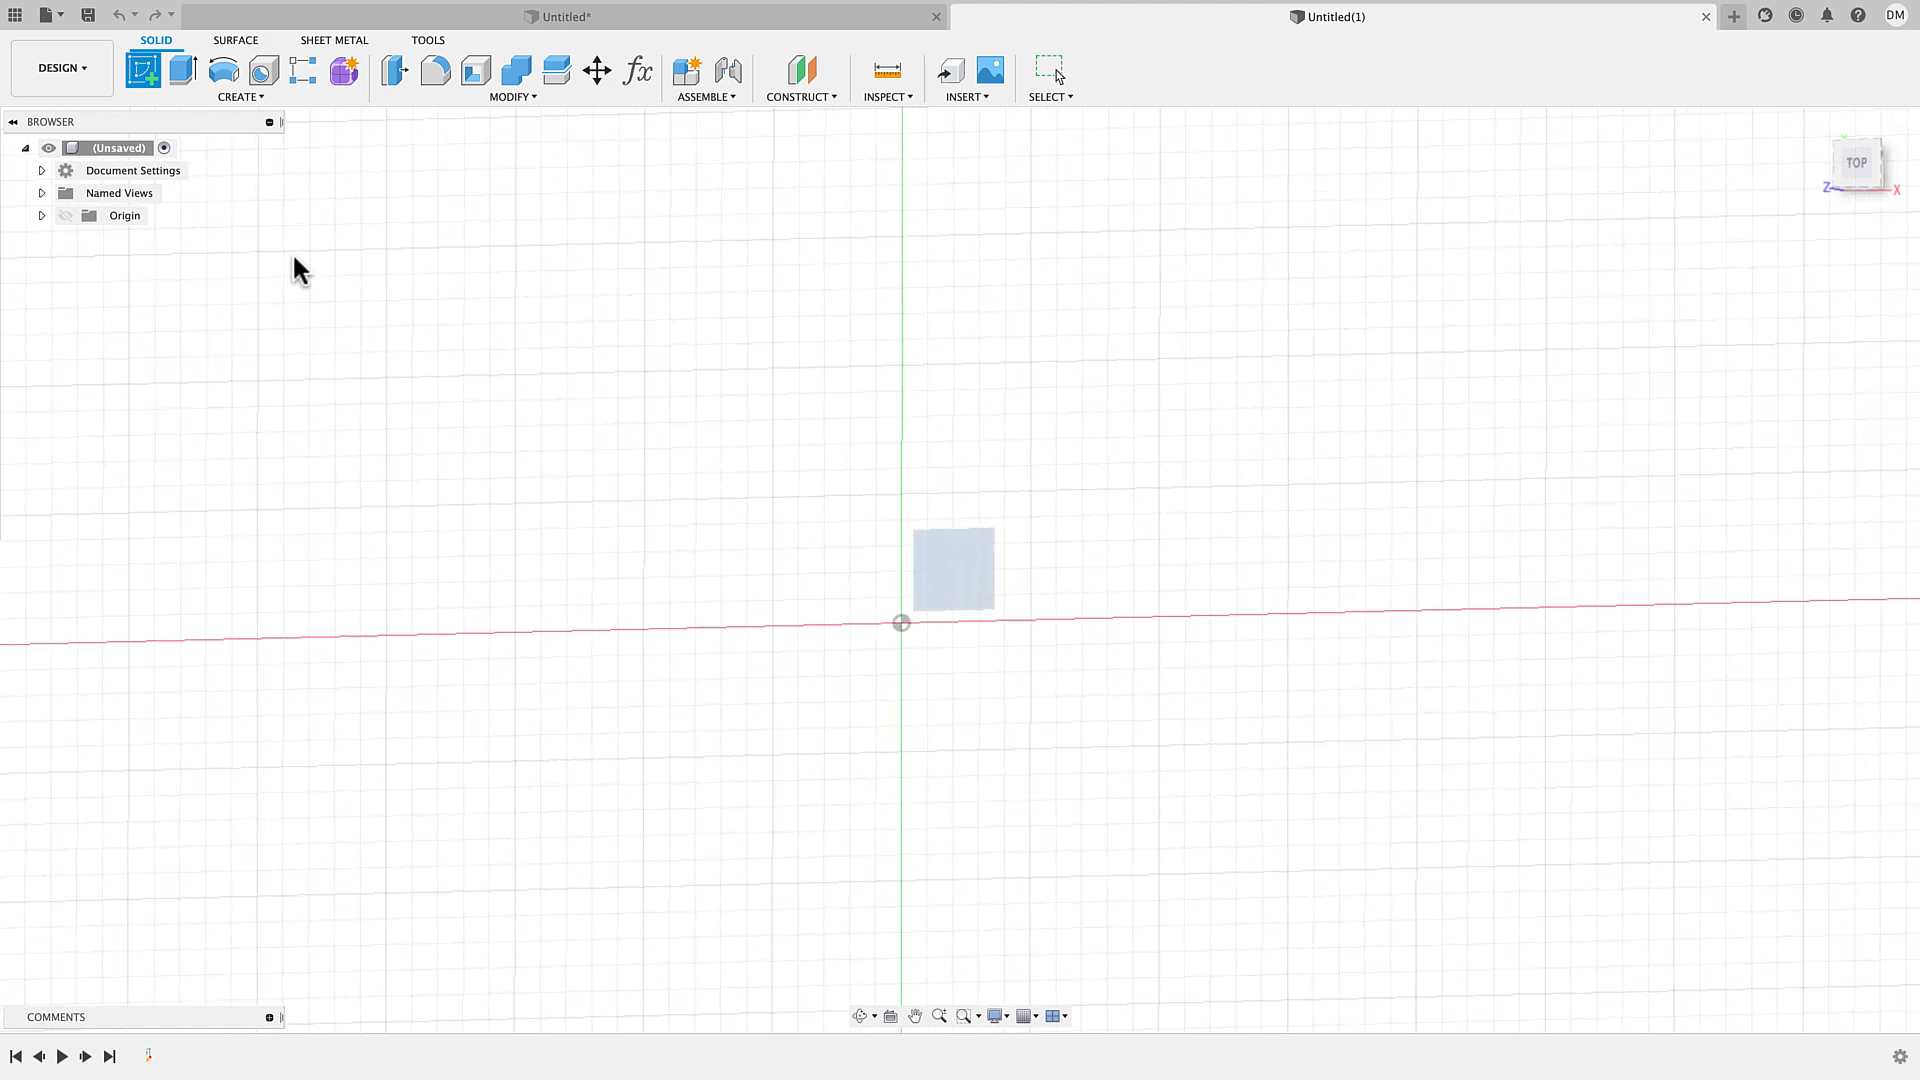 Untitled*
Untitled(1)
DM
SOLID
SURFACE
SHEET METAL
TOOLS
DESIGN
CREATE
MODIFY
fx
ASSEMBLE
CONSTRUCT
INSPECT
INSERT
SELECT
BROWSER
(Unsaved)
Document Settings
Named Views
Origin
TOP
Z
X
COMMENTS